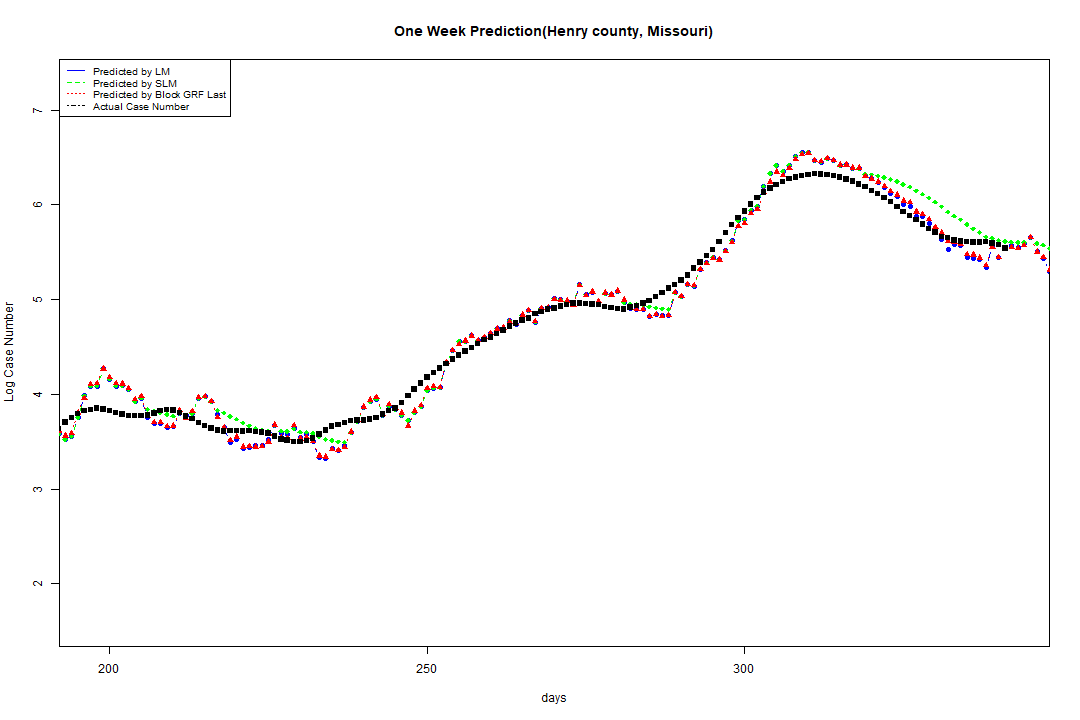 One Week Prediction(Henry county, Missouri)
Predicted by LM
Predicted by SLM
Predicted by Block GRF Last
Actual Case Number
7
6
5
4
3
2
Log Case Number
200 250 300
days